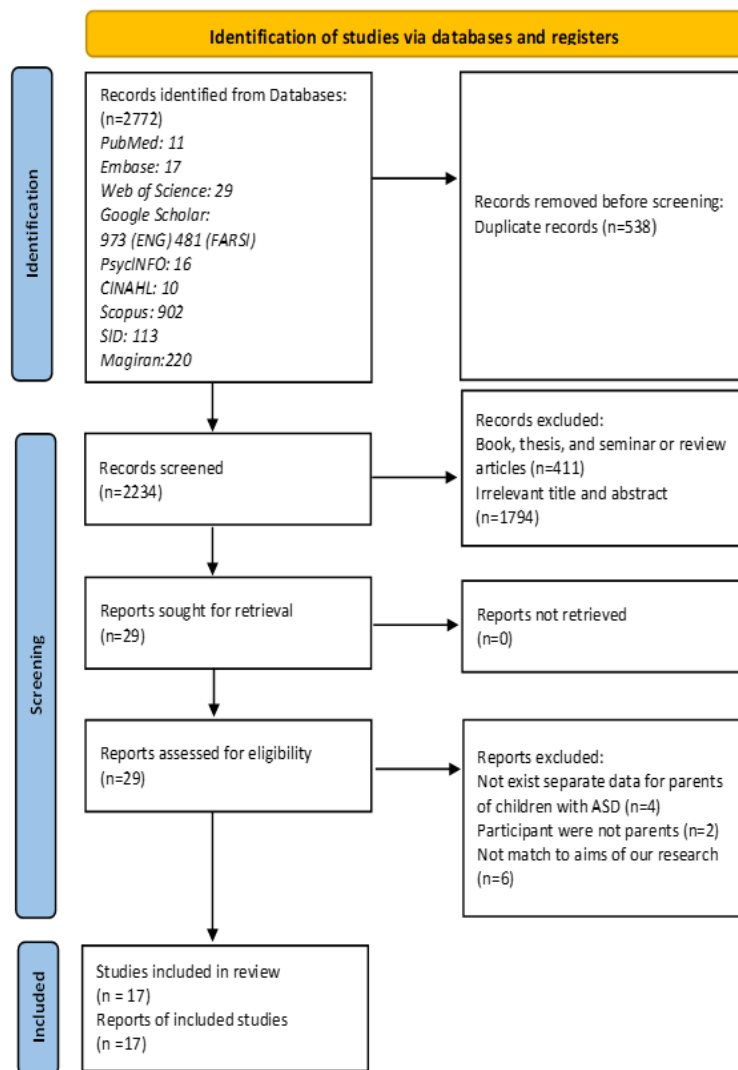 Identification of studies via databases and registers
Identification
Records identified from Databases:
(n=2772)
PubMed: 11
Embase: 17
Web of Science: 29
Google Scholar:
973 (ENG) 481 (FARSI)
PsycINFO: 16
CINAHL: 10
Scopus: 902
SID: 113
Magiran:220
Records removed before screening:
Duplicate records (n=538)
Screening
Records screened
(n=2234)
Records excluded:
Book, thesis, and seminar or review
articles (n=411)
Irrelevant title and abstract
(n=1794)
Reports sought for retrieval
(n=29)
Reports not retrieved
(n=0)
Reports assessed for eligibility
(n=29)
Reports excluded:
Not exist separate data for parents
of children with ASD (n=4)
Participant were not parents (n=2)
Not match to aims of our research
(n=6)
Included
Studies included in review
(n = 17)
Reports of included studies
(n =17)